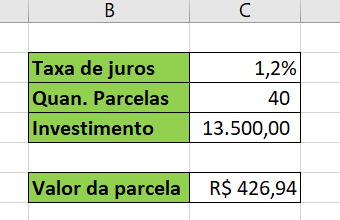 B C
Taxa de juros 1,2%
Quan. Parcelas 40
Investimento 13.500,00
Valor da parcela R$ 426,94